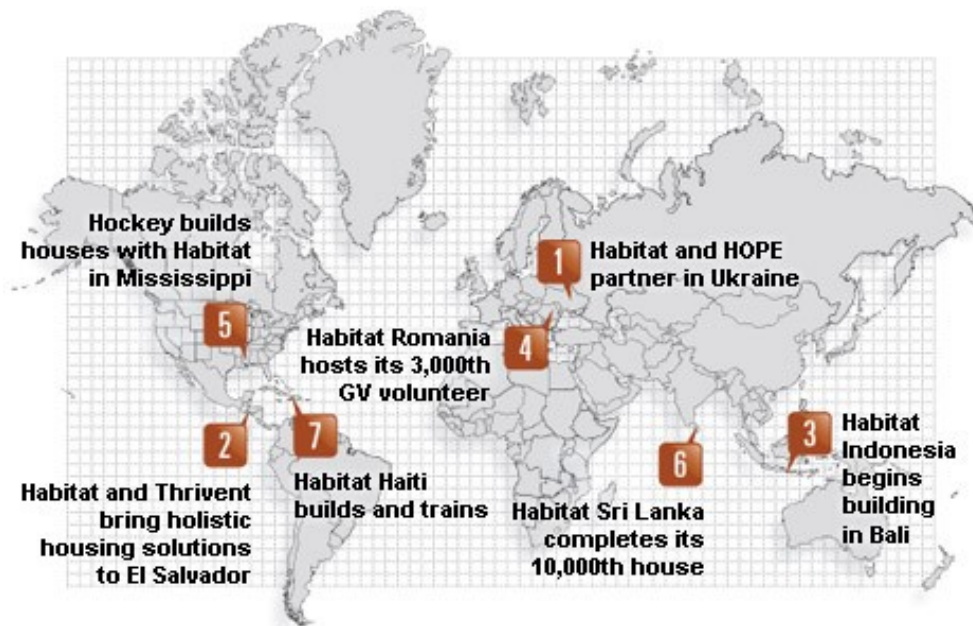 Hockey builds
houses with Habitat
in Mississippi
5
1
Habitat and HOPE
partner in Ukraine
Habitat Romania
hosts its 3,000th
GV volunteer
4
2
Habitat and Thrivent
bring holistic
housing solutions
to El Salvador
7
Habitat Haiti
builds and trains
6
Habitat Sri Lanka
completes its
10,000th house
3
Habitat
Indonesia
begins
building
in Bali